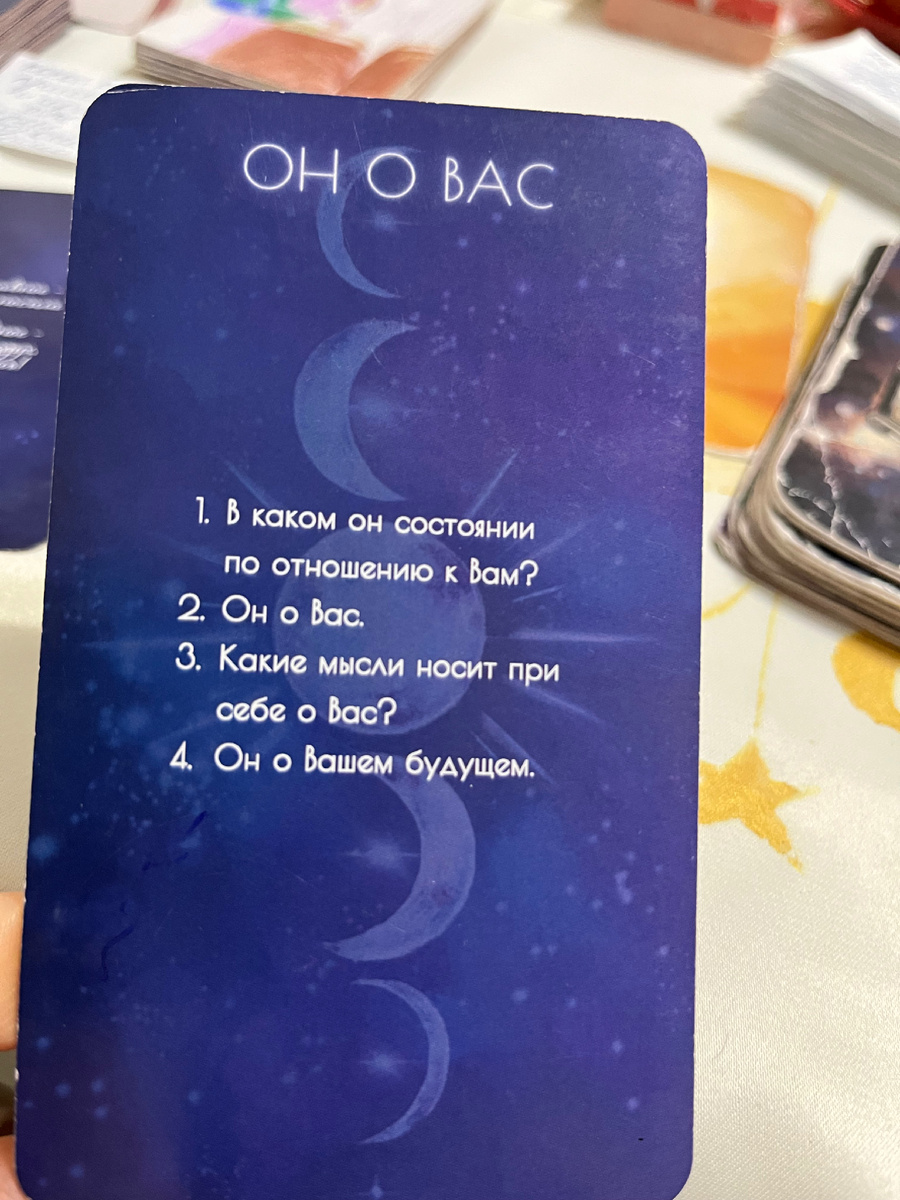 ОН О ВАС
1. В каком он состоянии
по отношению к Вам?
2. Он о Вас.
3. Какие мысли носит при
себе о Вас?
4. Он о Вашем будущем.